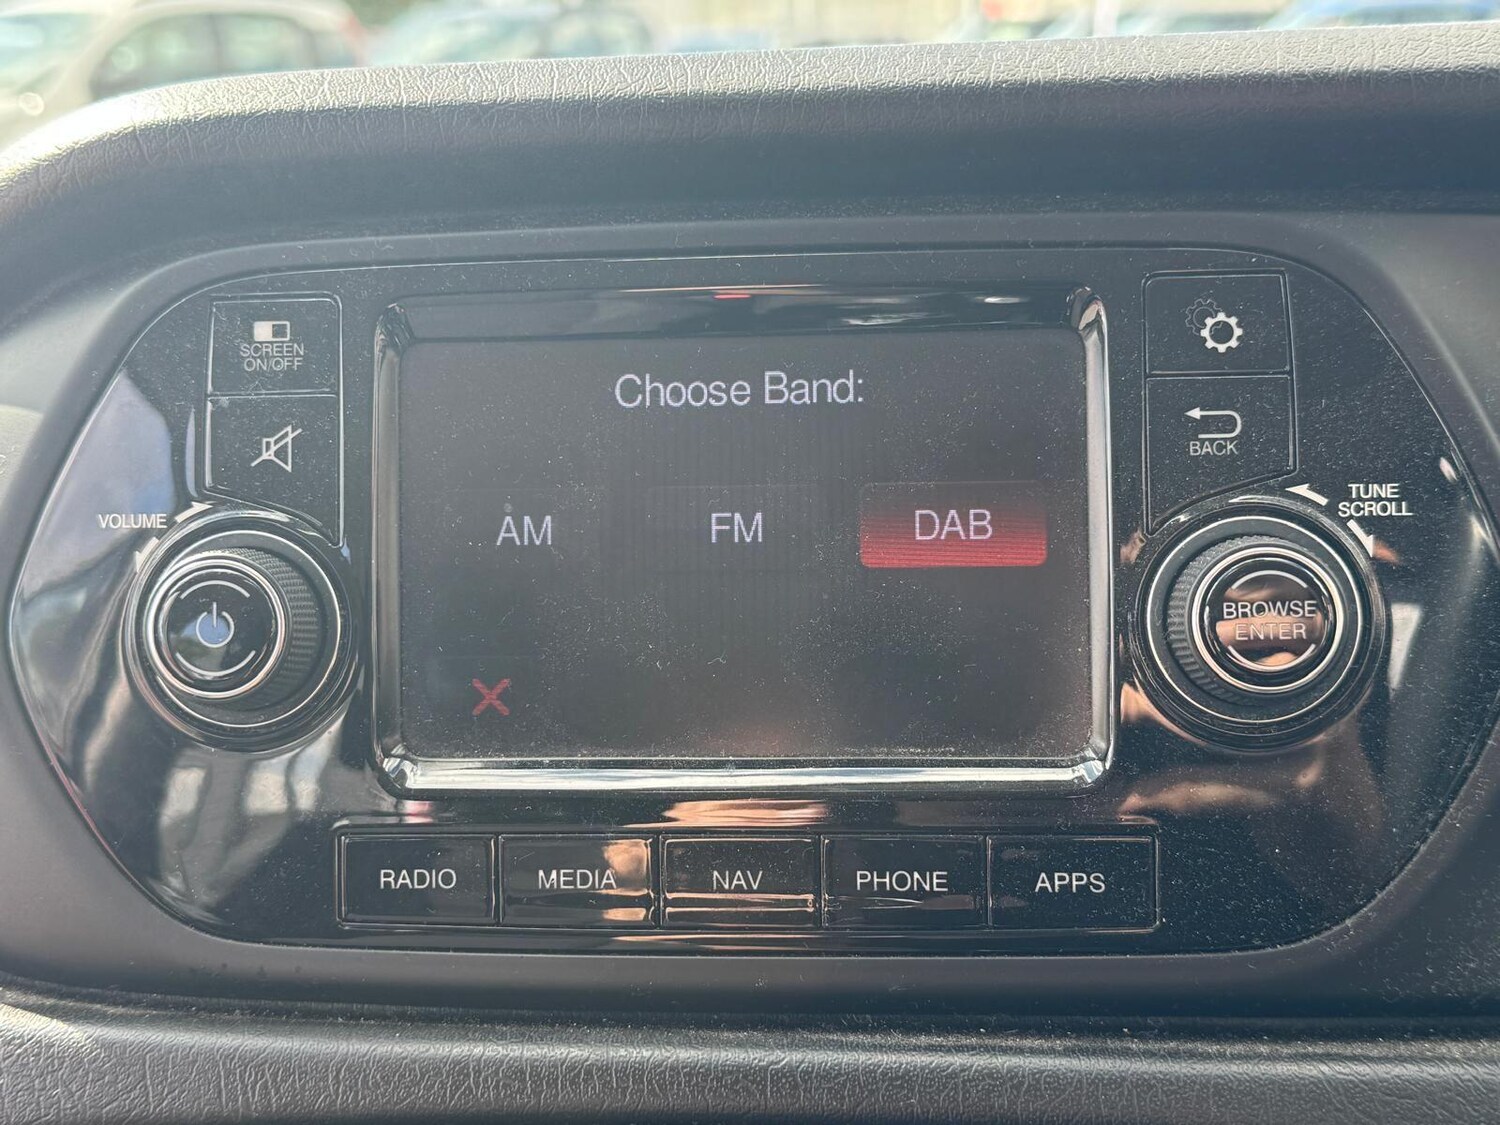 SCREEN
ON/OFF
Choose Band:
BACK
VOLUME
TUNE
SCROLL
AM
FM
DAB
BROWSE
ENTER
RADIO
MEDIA
NAV
PHONE
APPS